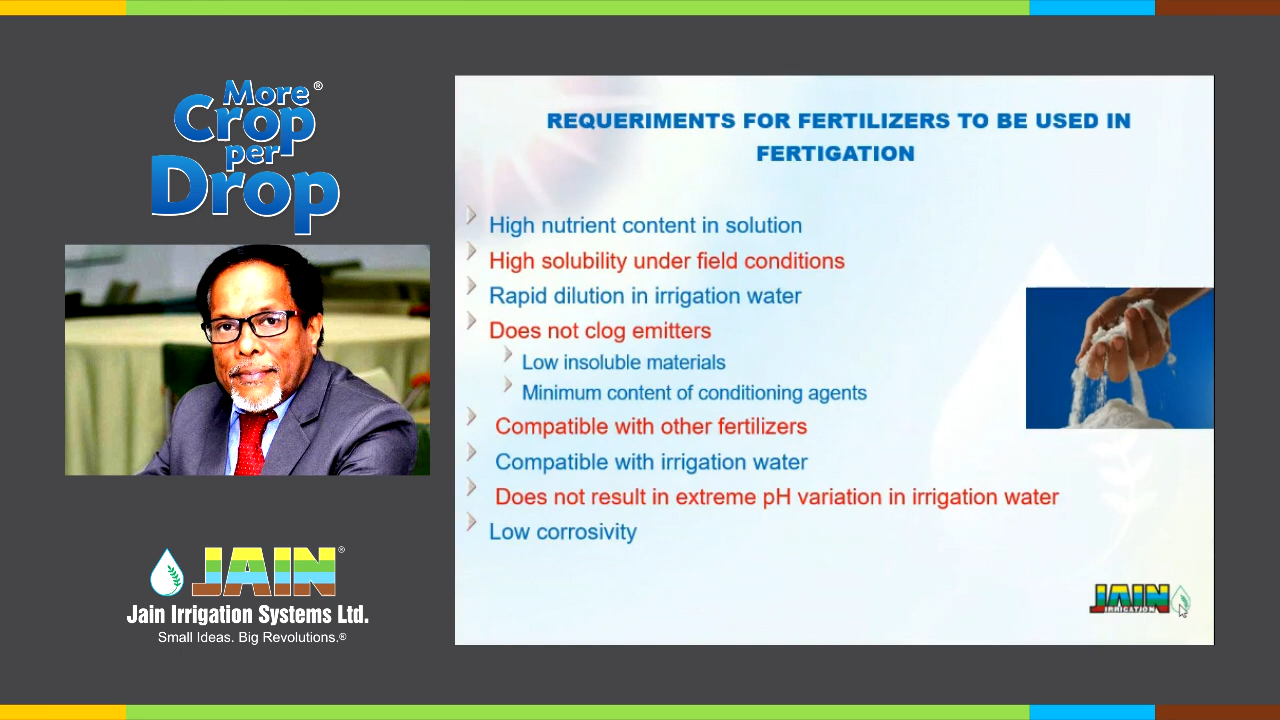 More®
Crop
per
Drop
JAIN®
Jain Irrigation Systems Ltd.
Small Ideas. Big Revolutions.®
REQUERIMENTS FOR FERTILIZERS TO BE USED IN
FERTIGATION
High nutrient content in solution
High solubility under field conditions
Rapid dilution in irrigation water
Does not clog emitters
Low insoluble materials
Minimum content of conditioning agents
Compatible with other fertilizers
Compatible with irrigation water
Does not result in extreme pH variation in irrigation water
Low corrosivity
JAIN
IRRIGATION